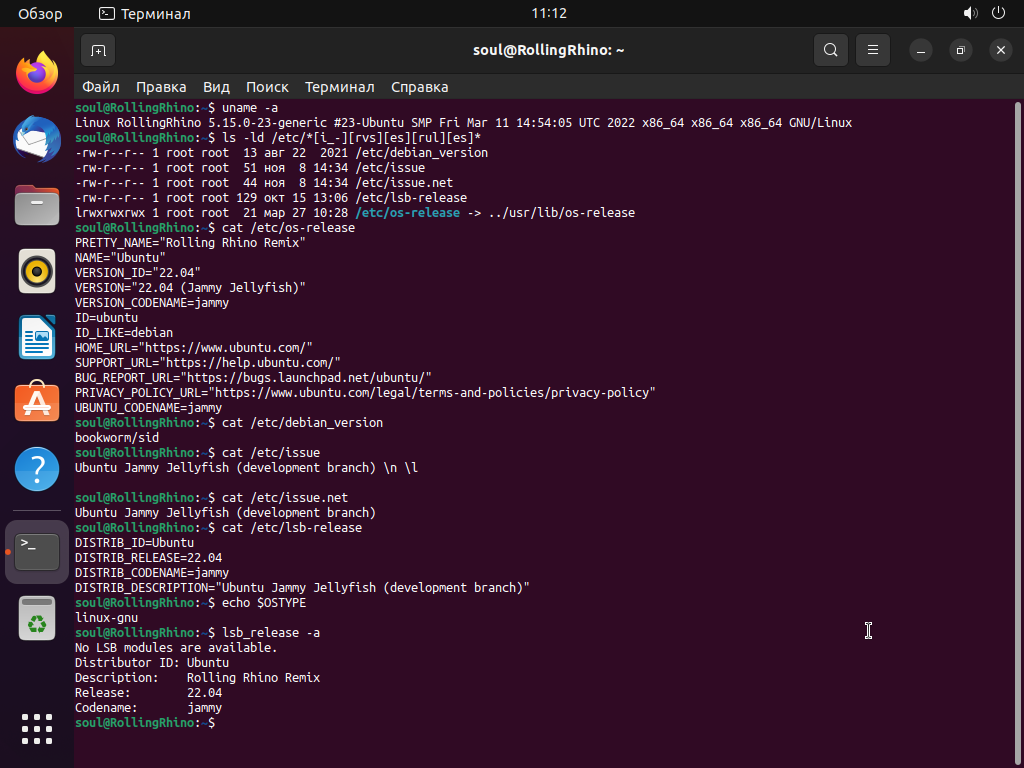 Обзор Терминал 11:12
soul@RollingRhino: ~
Файл Правка Вид Поиск Терминал Справка
soul@RollingRhino:~$ uname -a
Linux RollingRhino 5.15.0-23-generic #23-Ubuntu SMP Fri Mar 11 14:54:05 UTC 2022 x86_64 x86_64 x86_64 GNU/Linux
soul@RollingRhino:~$ ls -ld /etc/*[i_-][rvs][es][rul][es]*
-rw-r--r-- 1 root root  13 авг 22  2021 /etc/debian_version
-rw-r--r-- 1 root root  51 ноя  8 14:34 /etc/issue
-rw-r--r-- 1 root root  44 ноя  8 14:34 /etc/issue.net
-rw-r--r-- 1 root root 129 окт 15 13:06 /etc/lsb-release
lrwxrwxrwx 1 root root  21 мар 27 10:28 /etc/os-release -> ../usr/lib/os-release
soul@RollingRhino:~$ cat /etc/os-release
PRETTY_NAME="Rolling Rhino Remix"
NAME="Ubuntu"
VERSION_ID="22.04"
VERSION="22.04 (Jammy Jellyfish)"
VERSION_CODENAME=jammy
ID=ubuntu
ID_LIKE=debian
HOME_URL="https://www.ubuntu.com/"
SUPPORT_URL="https://help.ubuntu.com/"
BUG_REPORT_URL="https://bugs.launchpad.net/ubuntu/"
PRIVACY_POLICY_URL="https://www.ubuntu.com/legal/terms-and-policies/privacy-policy"
UBUNTU_CODENAME=jammy
soul@RollingRhino:~$ cat /etc/debian_version
bookworm/sid
soul@RollingRhino:~$ cat /etc/issue
Ubuntu Jammy Jellyfish (development branch) \n \l
soul@RollingRhino:~$ cat /etc/issue.net
Ubuntu Jammy Jellyfish (development branch)
soul@RollingRhino:~$ cat /etc/lsb-release
DISTRIB_ID=Ubuntu
DISTRIB_RELEASE=22.04
DISTRIB_CODENAME=jammy
DISTRIB_DESCRIPTION="Ubuntu Jammy Jellyfish (development branch)"
soul@RollingRhino:~$ echo $OSTYPE
linux-gnu
soul@RollingRhino:~$ lsb_release -a
No LSB modules are available.
Distributor ID: Ubuntu
Description:    Rolling Rhino Remix
Release:        22.04
Codename:       jammy
soul@RollingRhino:~$